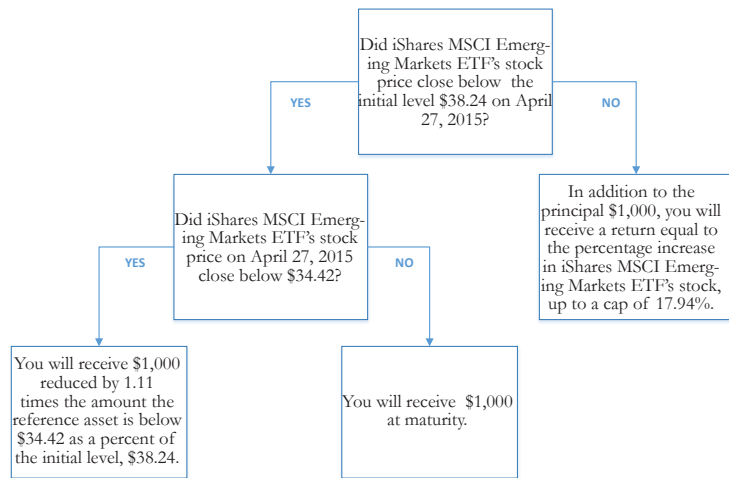 Did iShares MSCI Emerg-
ing Markets ETF's stock
price close below the
initial level $38.24 on April
27, 2015?
YES
NO
Did iShares MSCI Emerg-
ing Markets ETF's stock
price on April 27, 2015
close below $34.42?
In addition to the
principal $1,000, you will
receive a return equal to
the percentage increase
in iShares MSCI Emerg-
ing Markets ETF's stock,
up to a cap of 17.94%.
YES
NO
You will receive $1,000
reduced by 1.11
times the amount the
reference asset is below
$34.42 as a percent of
the initial level, $38.24.
You will receive $1,000
at maturity.